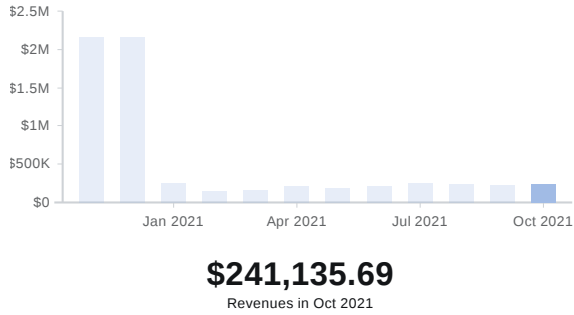 $2.5M
$2M
$1.5M
$1M
$500K
$0
Jan 2021 Apr 2021 Jul 2021 Oct 2021
$241,135.69
Revenues in Oct 2021